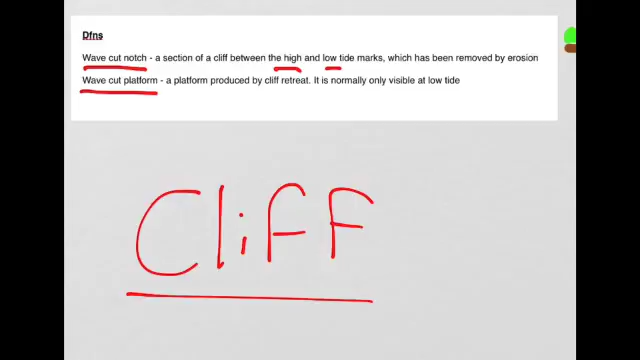 Dfns
Wave cut notch - a section of a cliff between the high and low tide marks, which has been removed by erosion
Wave cut platform - a platform produced by cliff retreat. It is normally only visible at low tide
Cliff